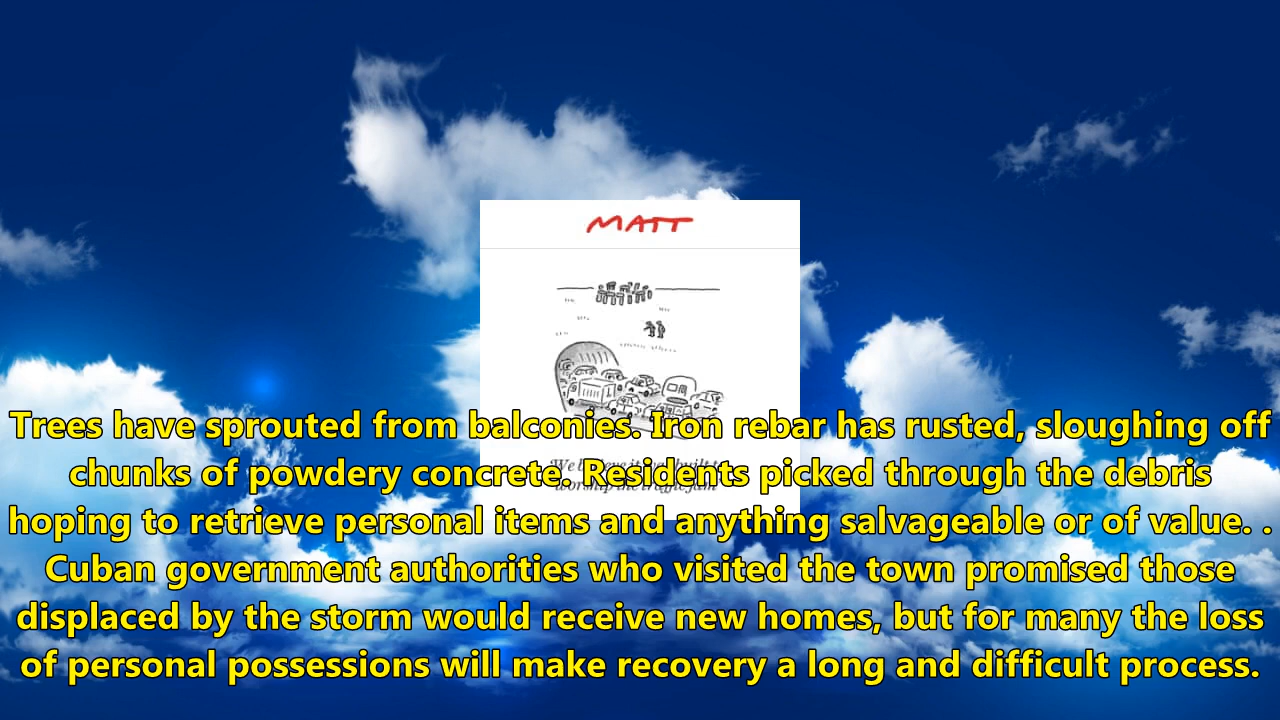 MATT
Trees have sprouted from balconies. Iron rebar has rusted, sloughing off
chunks of powdery concrete. Residents picked through the debris
hoping to retrieve personal items and anything salvageable or of value. .
Cuban government authorities who visited the town promised those
displaced by the storm would receive new homes, but for many the loss
of personal possessions will make recovery a long and difficult process.